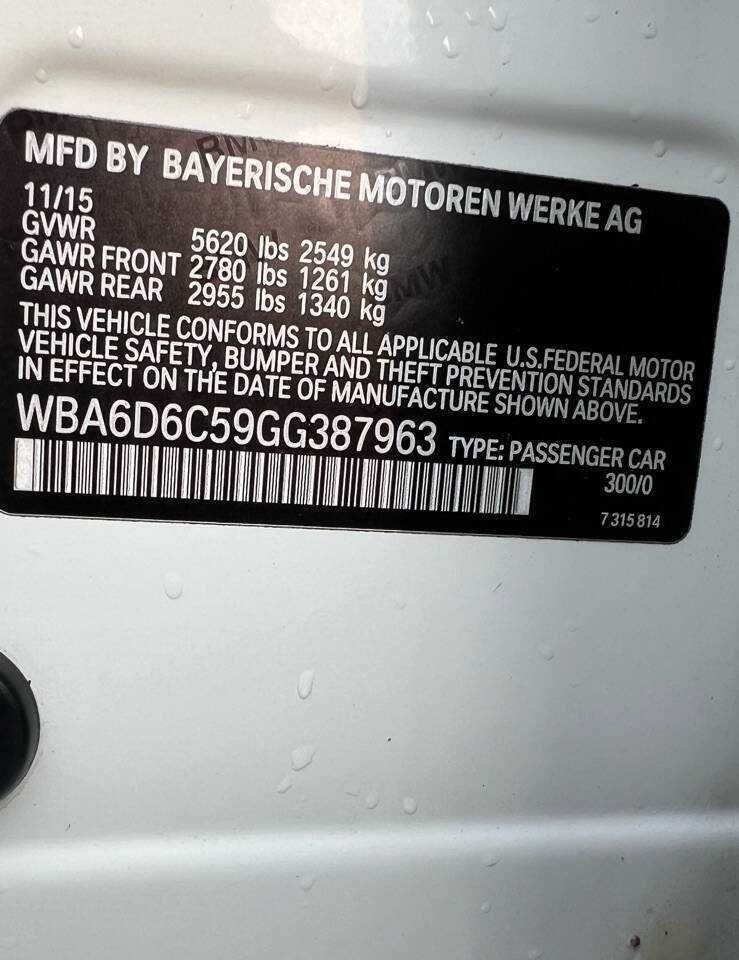 MFD BY BAYERISCHE MOTOREN WERKE AG
11/15
GVWR 5620 lbs 2549 kg
GAWR FRONT 2780 lbs 1261 kg
GAWR REAR 2955 lbs 1340 kg
THIS VEHICLE CONFORMS TO ALL APPLICABLE U.S.FEDERAL MOTOR
VEHICLE SAFETY, BUMPER AND THEFT PREVENTION STANDARDS
IN EFFECT ON THE DATE OF MANUFACTURE SHOWN ABOVE.
WBA6D6C59GG387963 TYPE: PASSENGER CAR
300/0
7 315 814